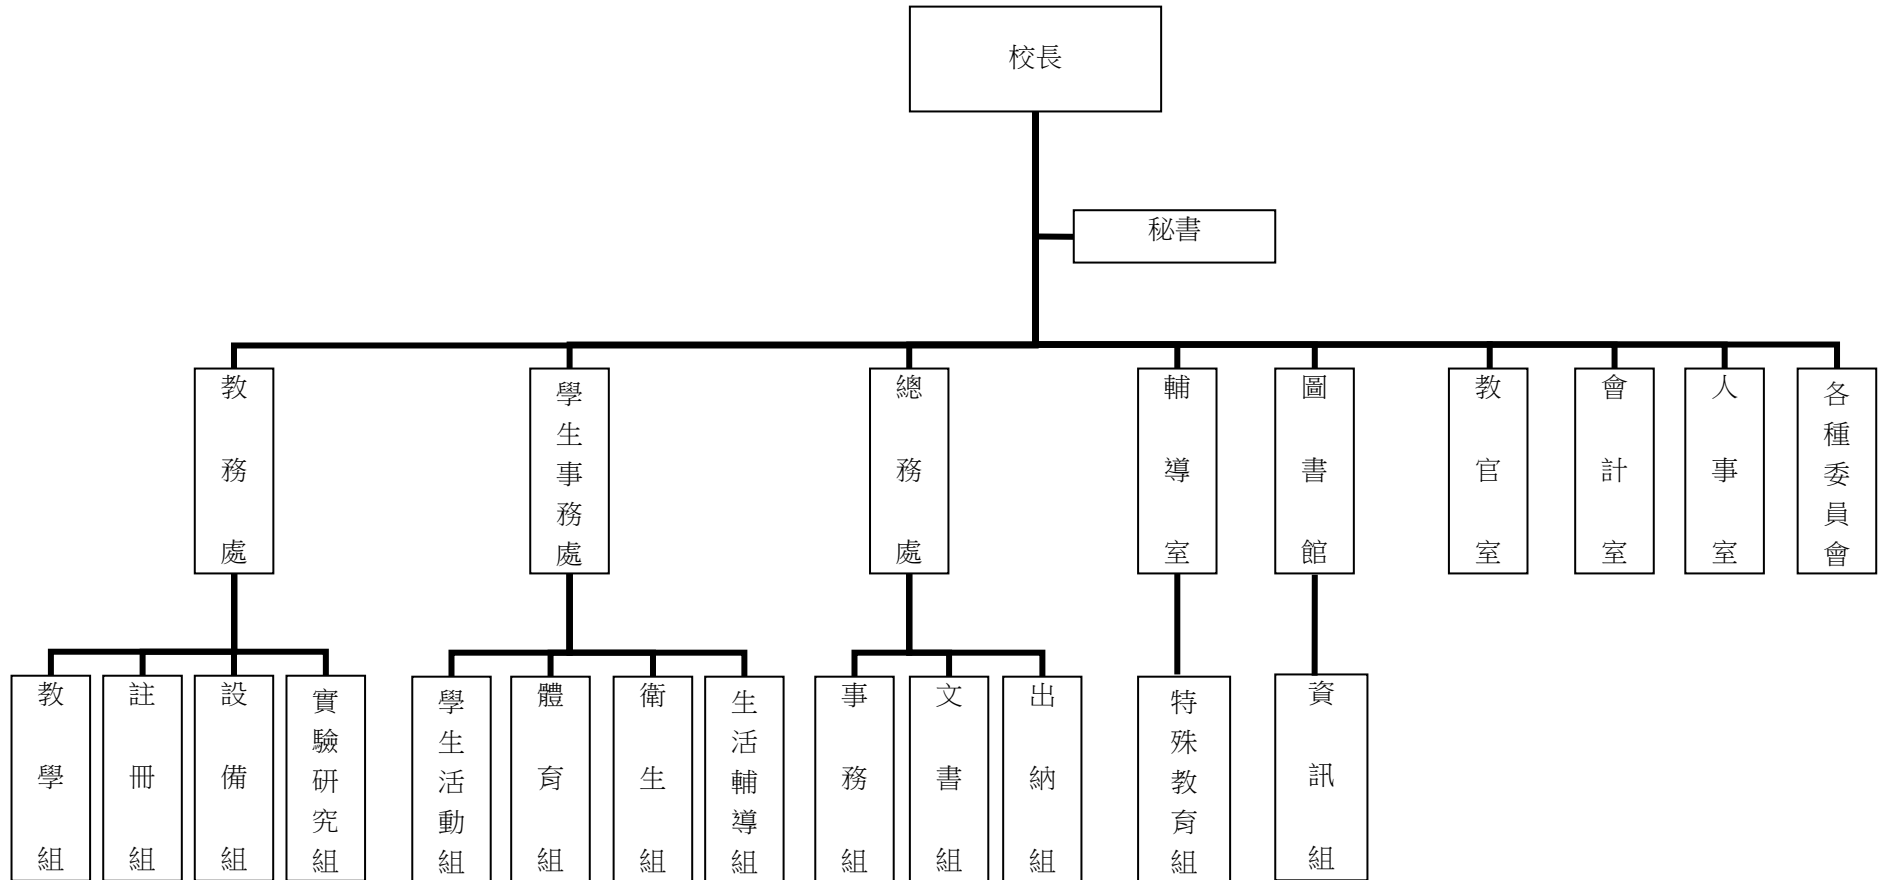 校長
秘書
教務處
學生事務處
總務處
輔導室
圖書館
教官室
會計室
人事室
各種委員會
教學組
註冊組
設備組
實驗研究組
學生活動組
體育組
衛生組
生活輔導組
事務組
文書組
出納組
特殊教育組
資訊組